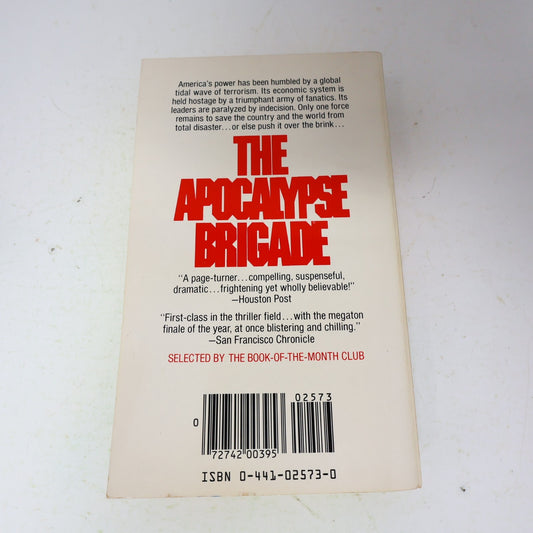 America's power has been humbled by a global
tidal wave of terrorism. Its economic system is
held hostage by a triumphant army of fanatics. Its
leaders are paralyzed by indecision. Only one force
remains to save the country and the world from
total disaster...or else push it over the brink...
THE
APOCALYPSE
BRIGADE
"A page-turner...compelling, suspenseful,
dramatic...frightening yet wholly believable!"
—Houston Post
"First-class in the thriller field...with the megaton
finale of the year, at once blistering and chilling."
—San Francisco Chronicle
SELECTED BY THE BOOK-OF-THE-MONTH CLUB
02573
0
72742 00395
ISBN 0-441-02573-0